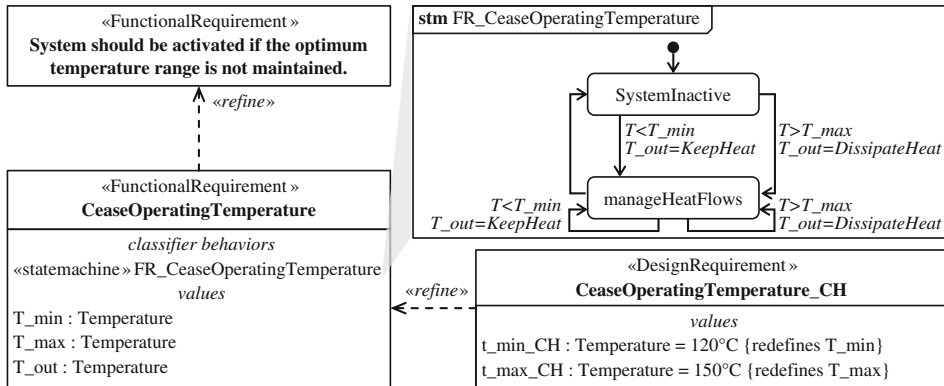 «FunctionalRequirement»
System should be activated if the optimum
temperature range is not maintained.
«refine»
«FunctionalRequirement»
CeaseOperatingTemperature
classifier behaviors
«statemachine» FR_CeaseOperatingTemperature
values
T_min : Temperature
T_max : Temperature
T_out : Temperature
stm FR_CeaseOperatingTemperature
SystemInactive
T<T_min
T_out=KeepHeat
T>T_max
T_out=DissipateHeat
manageHeatFlows
T<T_min
T_out=KeepHeat
T>T_max
T_out=DissipateHeat
«refine»
«DesignRequirement»
CeaseOperatingTemperature_CH
values
t_min_CH : Temperature = 120°C {redefines T_min}
t_max_CH : Temperature = 150°C {redefines T_max}